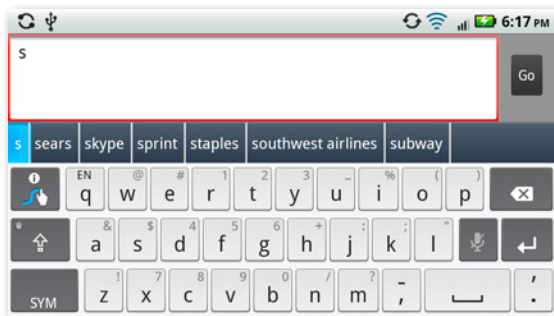 6:17 PM
s
Go
s sears skype sprint staples southwest airlines subway
EN @ # 1 2 3 _ % ( )
q w e r t y u i o p
& $ 4 5 6 + : ; "
a s d f g h j k l
! 7 8 9 0 / ? - '
SYM z x c v b n m , .